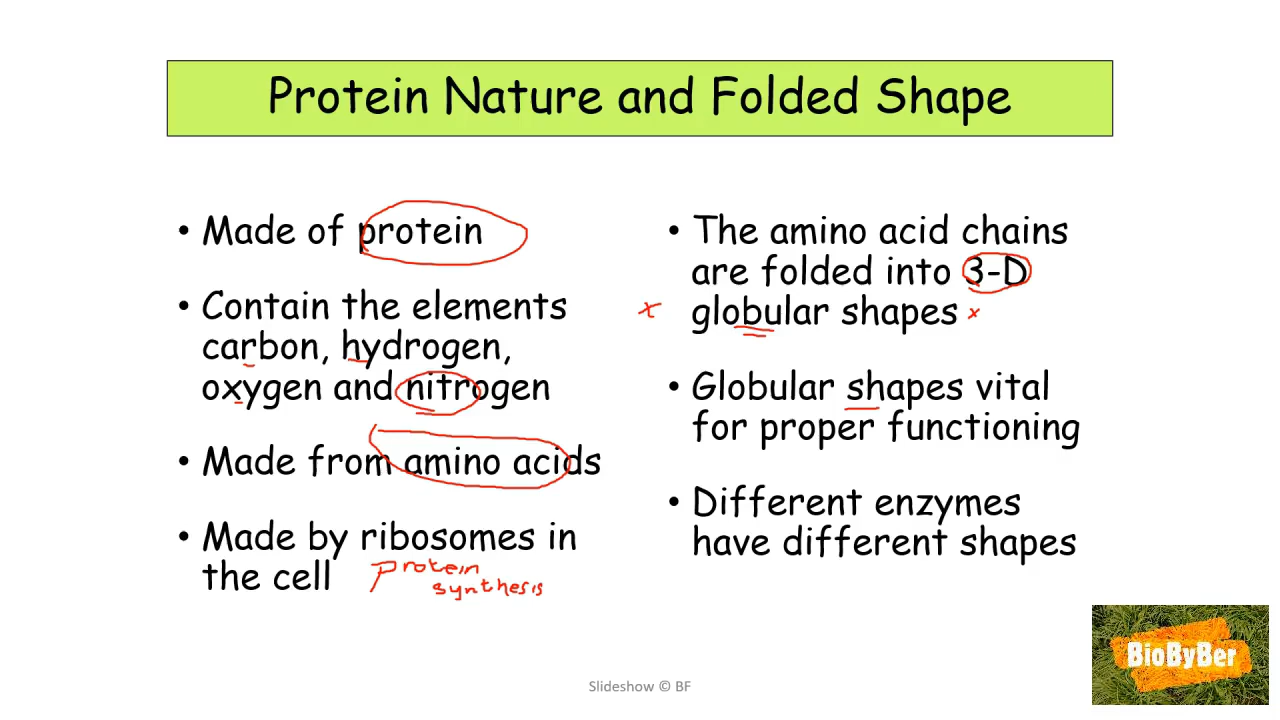 Protein Nature and Folded Shape
• Made of protein
• Contain the elements
carbon, hydrogen,
oxygen and nitrogen
• Made from amino acids
• Made by ribosomes in
the cell
Protein
synthesis
• The amino acid chains
are folded into 3-D
x globular shapes x
• Globular shapes vital
for proper functioning
• Different enzymes
have different shapes
BioByBer
Slideshow © BF